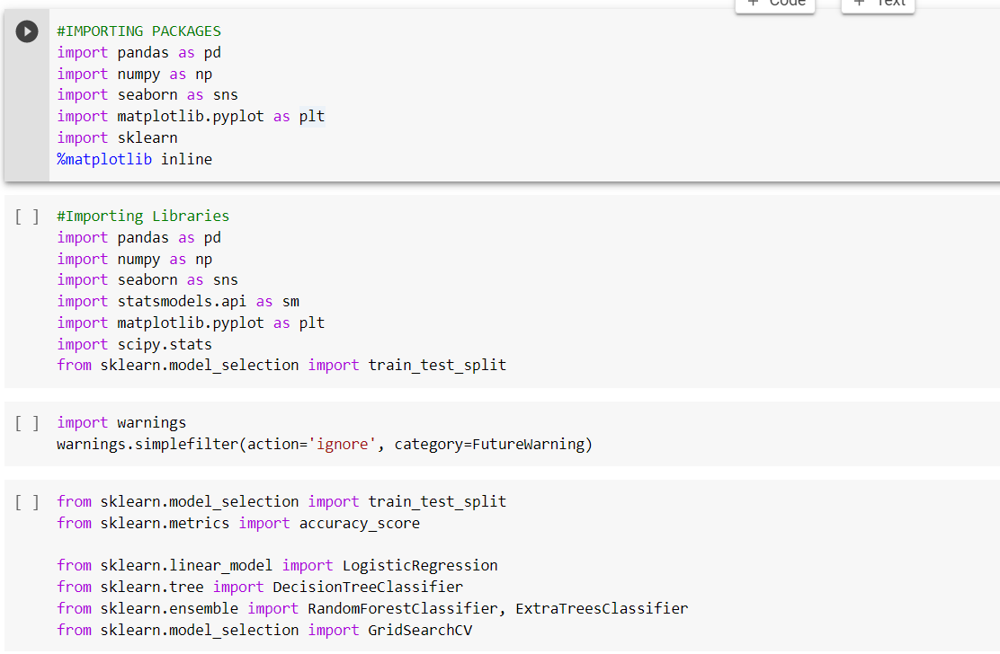 + Code + Text
#IMPORTING PACKAGES
import pandas as pd
import numpy as np
import seaborn as sns
import matplotlib.pyplot as plt
import sklearn
%matplotlib inline
[ ] #Importing Libraries
import pandas as pd
import numpy as np
import seaborn as sns
import statsmodels.api as sm
import matplotlib.pyplot as plt
import scipy.stats
from sklearn.model_selection import train_test_split
[ ] import warnings
warnings.simplefilter(action='ignore', category=FutureWarning)
[ ] from sklearn.model_selection import train_test_split
from sklearn.metrics import accuracy_score
from sklearn.linear_model import LogisticRegression
from sklearn.tree import DecisionTreeClassifier
from sklearn.ensemble import RandomForestClassifier, ExtraTreesClassifier
from sklearn.model_selection import GridSearchCV